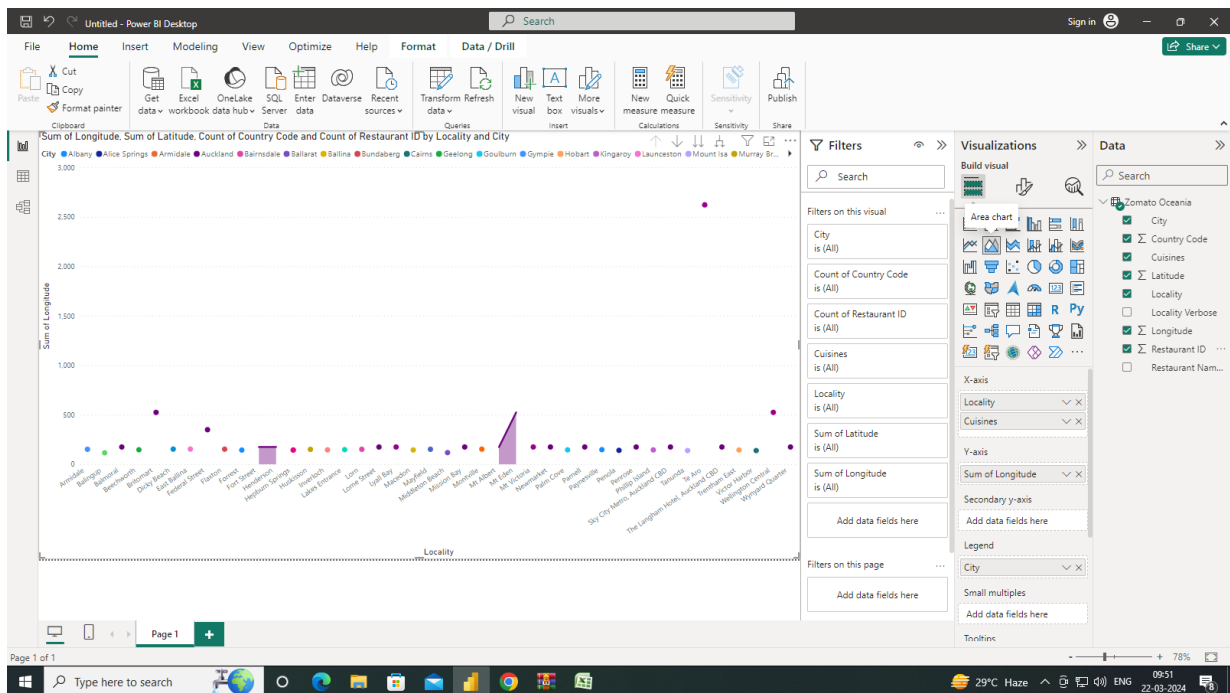 Untitled - Power BI Desktop
Search
Sign in
File Home Insert Modeling View Optimize Help Format Data / Drill
Share
Paste
Cut
Copy
Format painter
Clipboard
Get data
Excel workbook
OneLake data hub
SQL Server
Enter data
Dataverse
Recent sources
Data
Transform data
Refresh
Queries
New visual
Text box
More visuals
Insert
New measure
Quick measure
Calculations
Sensitivity
Sensitivity
Publish
Share
Sum of Longitude, Sum of Latitude, Count of Country Code and Count of Restaurant ID by Locality and City
City Albany Alice Springs Armidale Auckland Bairnsdale Ballarat Ballina Bundaberg Cairns Geelong Goulburn Gympie Hobart Kingaroy Launceston Mount Isa Murray Br...
3,000
2,500
2,000
1,500
1,000
500
0
Sum of Longitude
Armidale
Balingup
Balmoral
Beechworth
Britomart
Dicky Beach
East Ballina
Federal Street
Flaxton
Forrest
Fort Street
Henderson
Hepburn Springs
Huskisson
Inverloch
Lakes Entrance
Lorn
Lorne Street
Lyall Bay
Macedon
Mayfield
Middleton Beach
Mission Bay
Monville
Mt Albert
Mt Eden
Mt Victoria
Newmarket
Palm Cove
Parnell
Paynesville
Penola
Penrose
Phillip Island
Sky City Metro, Auckland CBD
Tanunda
Te Aro
The Langham Hotel, Auckland CBD
Trentham East
Victor Harbor
Wellington Central
Wynyard Quarter
Locality
Filters
Search
Filters on this visual
City
is (All)
Count of Country Code
is (All)
Count of Restaurant ID
is (All)
Cuisines
is (All)
Locality
is (All)
Sum of Latitude
is (All)
Sum of Longitude
is (All)
Add data fields here
Filters on this page
Add data fields here
Visualizations
Build visual
Area chart
123
R Py
X-axis
Locality
Cuisines
Y-axis
Sum of Longitude
Secondary y-axis
Add data fields here
Legend
City
Small multiples
Add data fields here
Tooltips
Data
Search
Zomato Oceania
City
Country Code
Cuisines
Latitude
Locality
Locality Verbose
Longitude
Restaurant ID
Restaurant Nam...
Page 1
Page 1 of 1
78%
Type here to search
29°C Haze
ENG
09:51
22-03-2024